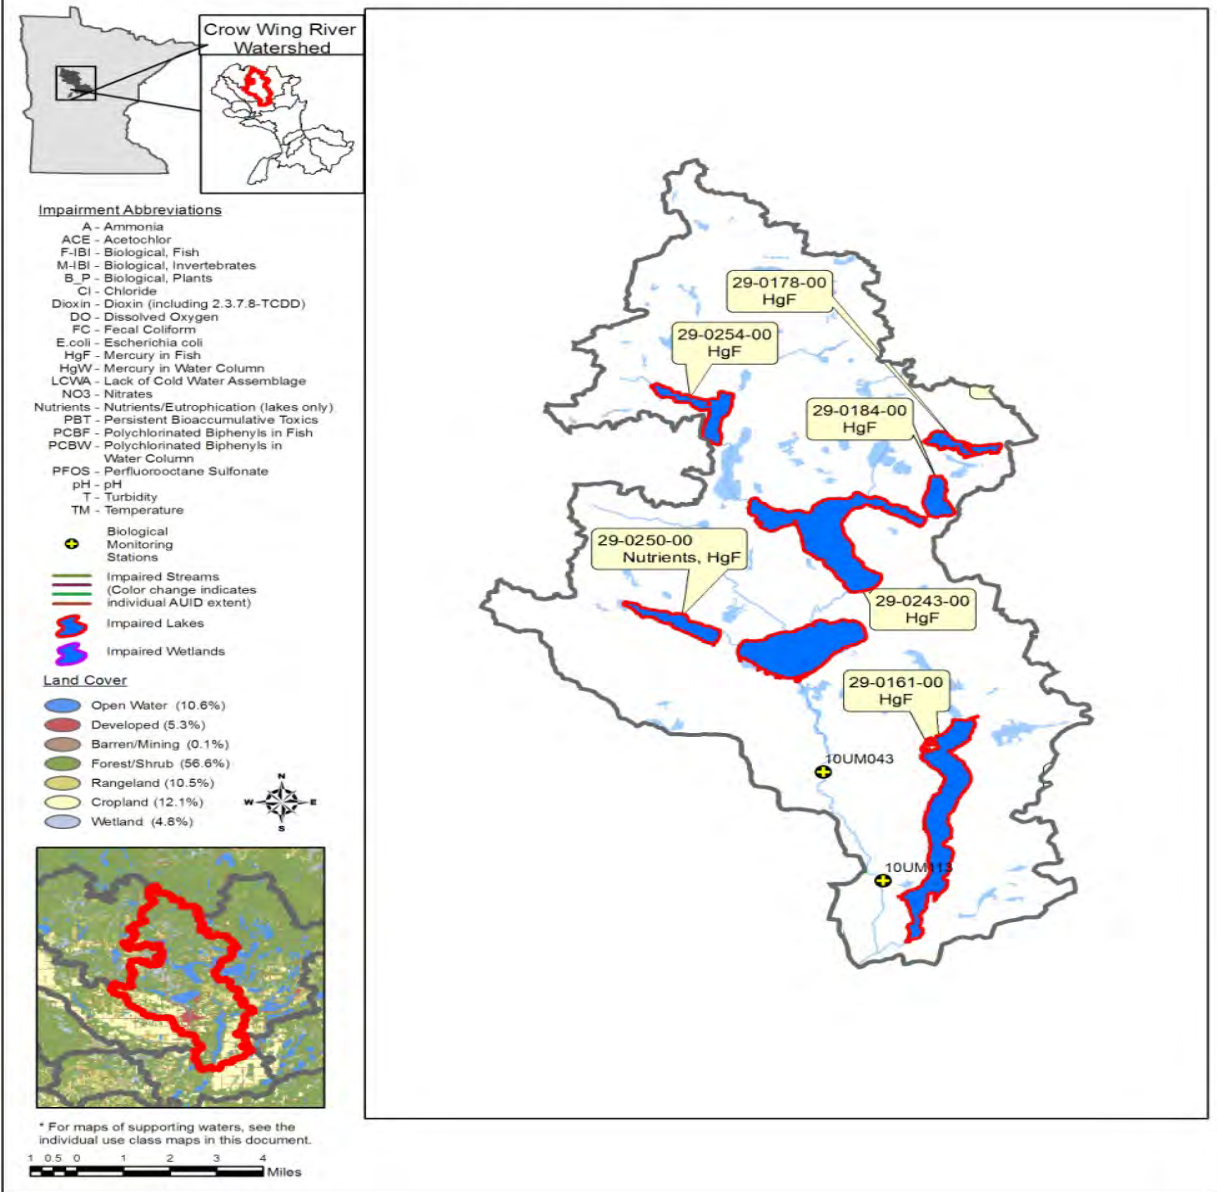 Crow Wing River
Watershed
Impairment Abbreviations
A - Ammonia
ACE - Acetochlor
F-IBI - Biological, Fish
M-IBI - Biological, Invertebrates
B_P - Biological, Plants
Cl - Chloride
Dioxin - Dioxin (including 2.3.7.8-TCDD)
DO - Dissolved Oxygen
FC - Fecal Coliform
E.coli - Escherichia coli
HgF - Mercury in Fish
HgW - Mercury in Water Column
LCWA - Lack of Cold Water Assemblage
NO3 - Nitrates
Nutrients - Nutrients/Eutrophication (lakes only)
PBT - Persistent Bioaccumulative Toxics
PCBF - Polychlorinated Biphenyls in Fish
PCBW - Polychlorinated Biphenyls in
Water Column
PFOS - Perfluorooctane Sulfonate
pH - pH
T - Turbidity
TM - Temperature
Biological
Monitoring
Stations
Impaired Streams
(Color change indicates
individual AUID extent)
Impaired Lakes
Impaired Wetlands
Land Cover
Open Water (10.6%)
Developed (5.3%)
Barren/Mining (0.1%)
Forest/Shrub (56.6%)
Rangeland (10.5%)
Cropland (12.1%)
Wetland (4.8%)
N
W E
S
* For maps of supporting waters, see the
individual use class maps in this document.
1 0.5 0 1 2 3 4
Miles
29-0178-00
HgF
29-0254-00
HgF
29-0184-00
HgF
29-0250-00
Nutrients, HgF
29-0243-00
HgF
29-0161-00
HgF
10UM043
10UM113